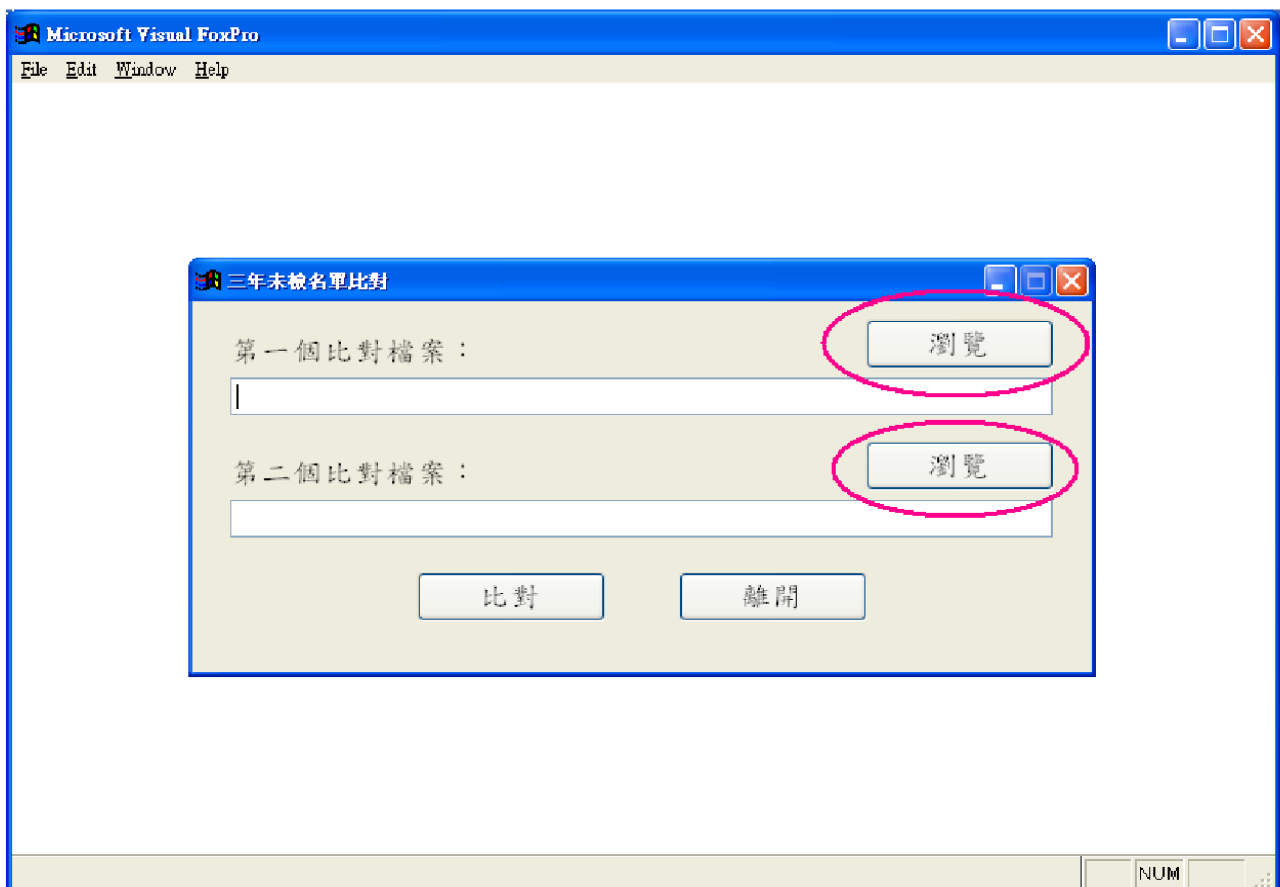 Microsoft Visual FoxPro
File Edit Window Help
三年未檢名單比對
第一個比對檔案：
瀏覽
第二個比對檔案：
瀏覽
比對 離開
NUM